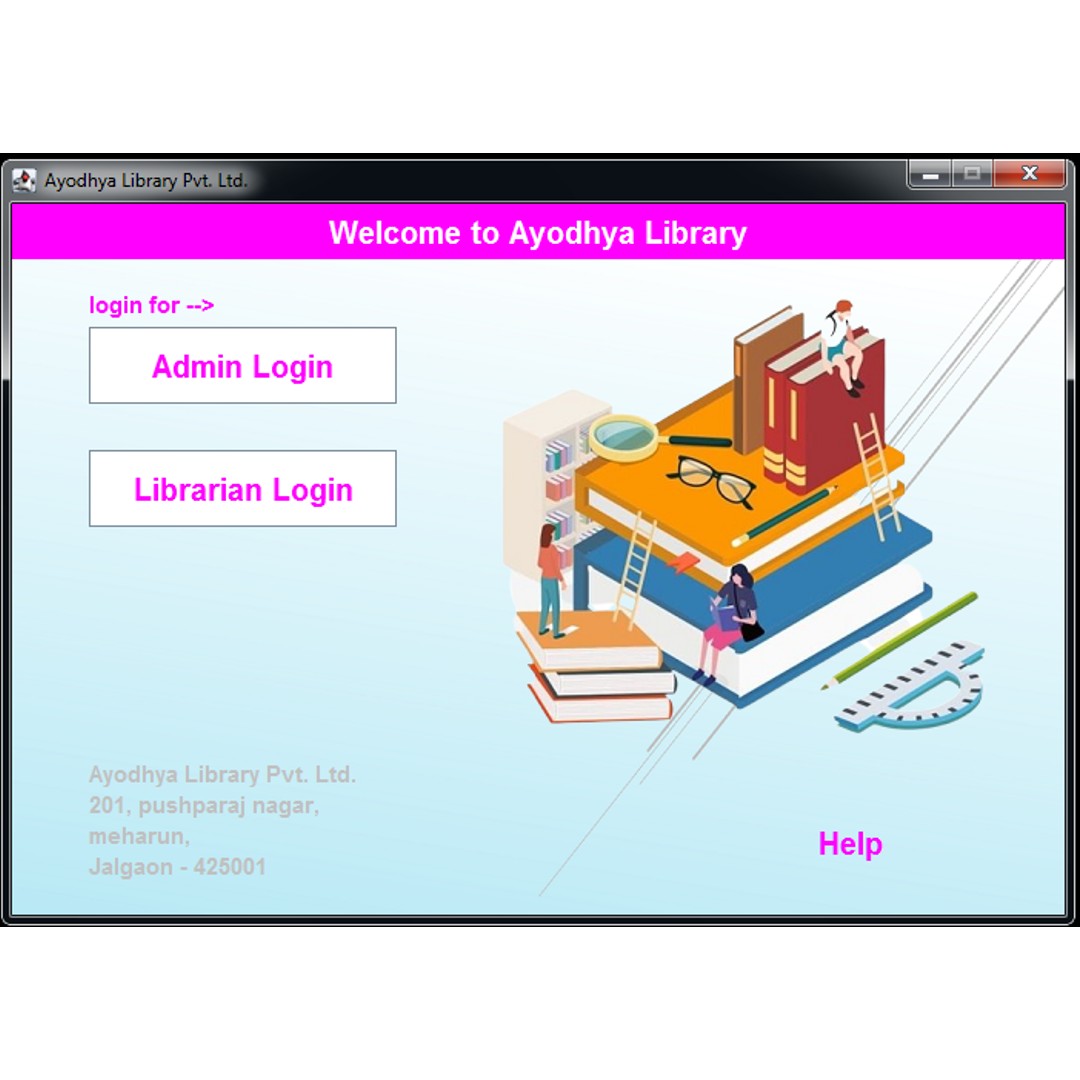 Ayodhya Library Pvt. Ltd.
Welcome to Ayodhya Library
login for -->
Admin Login
Librarian Login
Ayodhya Library Pvt. Ltd.
201, pushparaj nagar,
meharun,
Jalgaon - 425001
Help